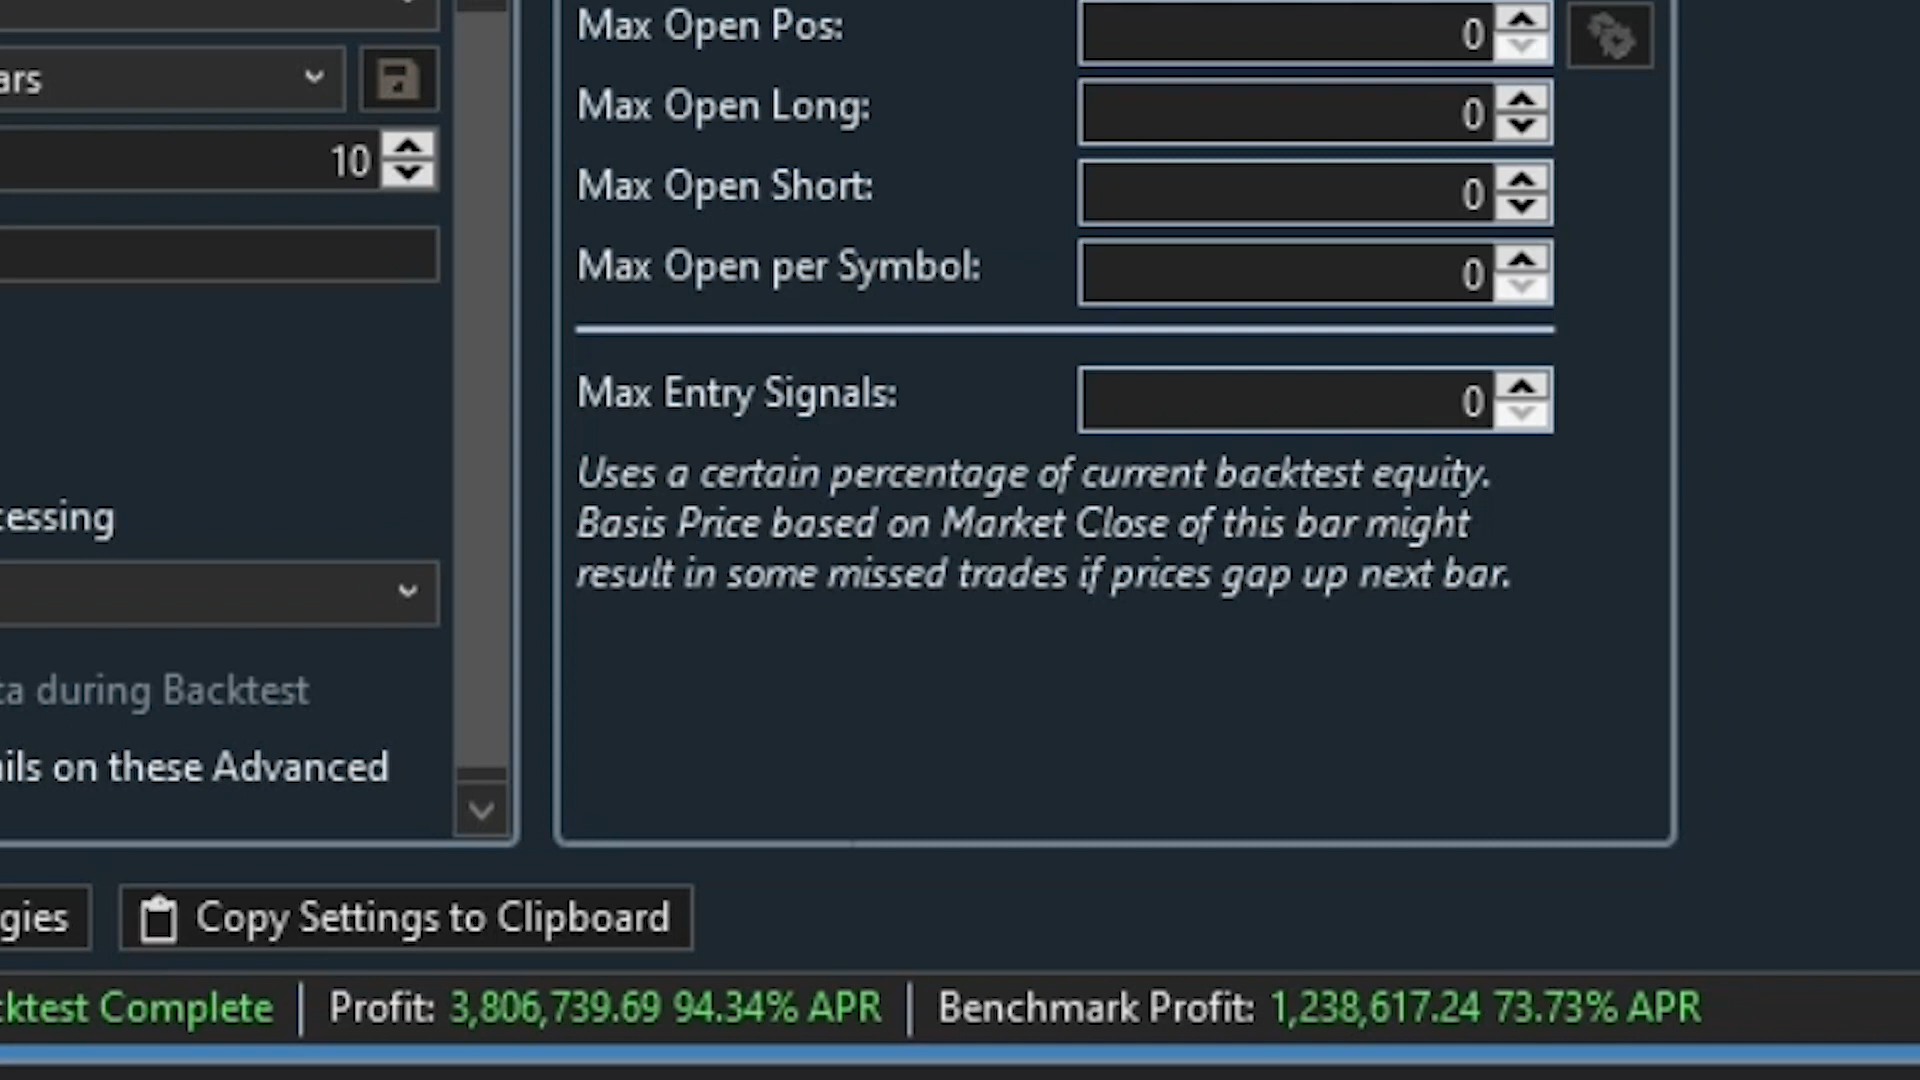 ars
10
cessing
ta during Backtest
ils on these Advanced
Max Open Pos: 0
Max Open Long: 0
Max Open Short: 0
Max Open per Symbol: 0
Max Entry Signals: 0
Uses a certain percentage of current backtest equity.
Basis Price based on Market Close of this bar might
result in some missed trades if prices gap up next bar.
gies
Copy Settings to Clipboard
cktest Complete | Profit: 3,806,739.69 94.34% APR | Benchmark Profit: 1,238,617.24 73.73% APR